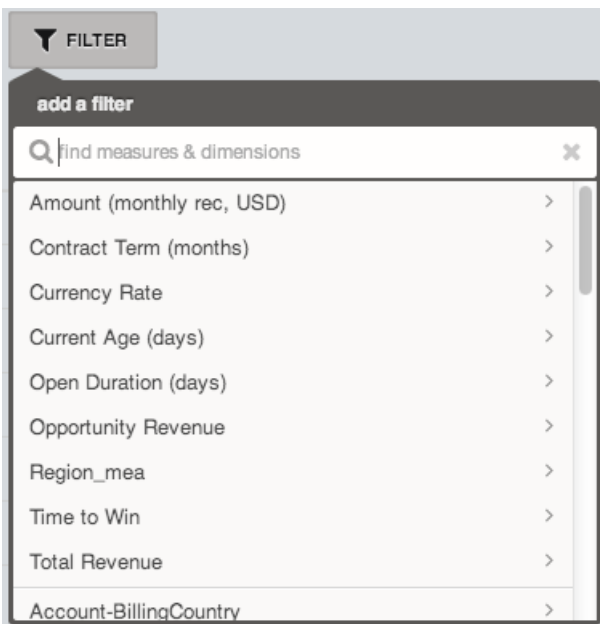 FILTER
add a filter
find measures & dimensions
Amount (monthly rec, USD)
Contract Term (months)
Currency Rate
Current Age (days)
Open Duration (days)
Opportunity Revenue
Region_mea
Time to Win
Total Revenue
Account-BillingCountry